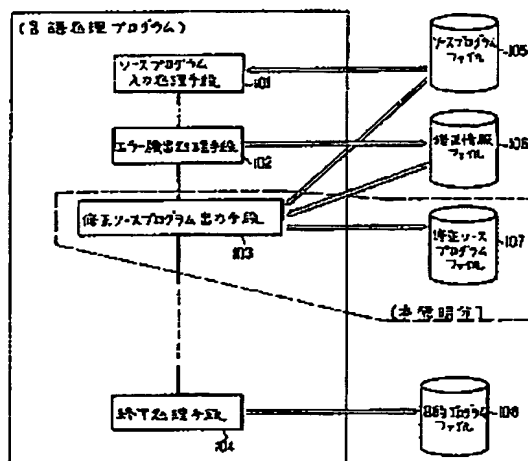 (言語処理プログラム)
ソースプログラム
入力処理手段
101
ソースプログラム
ファイル
105
エラー検出処理手段
102
修正情報
ファイル
106
修正ソースプログラム出力手段
103
修正ソース
プログラム
ファイル
107
(本発明分)
終了処理手段
104
目的プログラム
ファイル
108